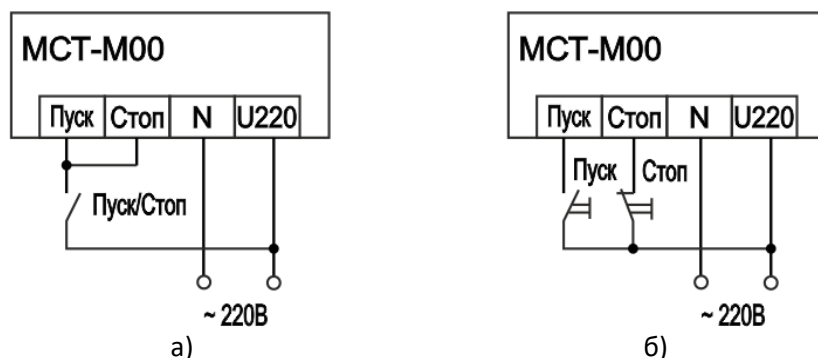 МСТ-М00
Пуск Стоп N U220
Пуск/Стоп
~ 220В
а)
МСТ-М00
Пуск Стоп N U220
Пуск Стоп
~ 220В
б)